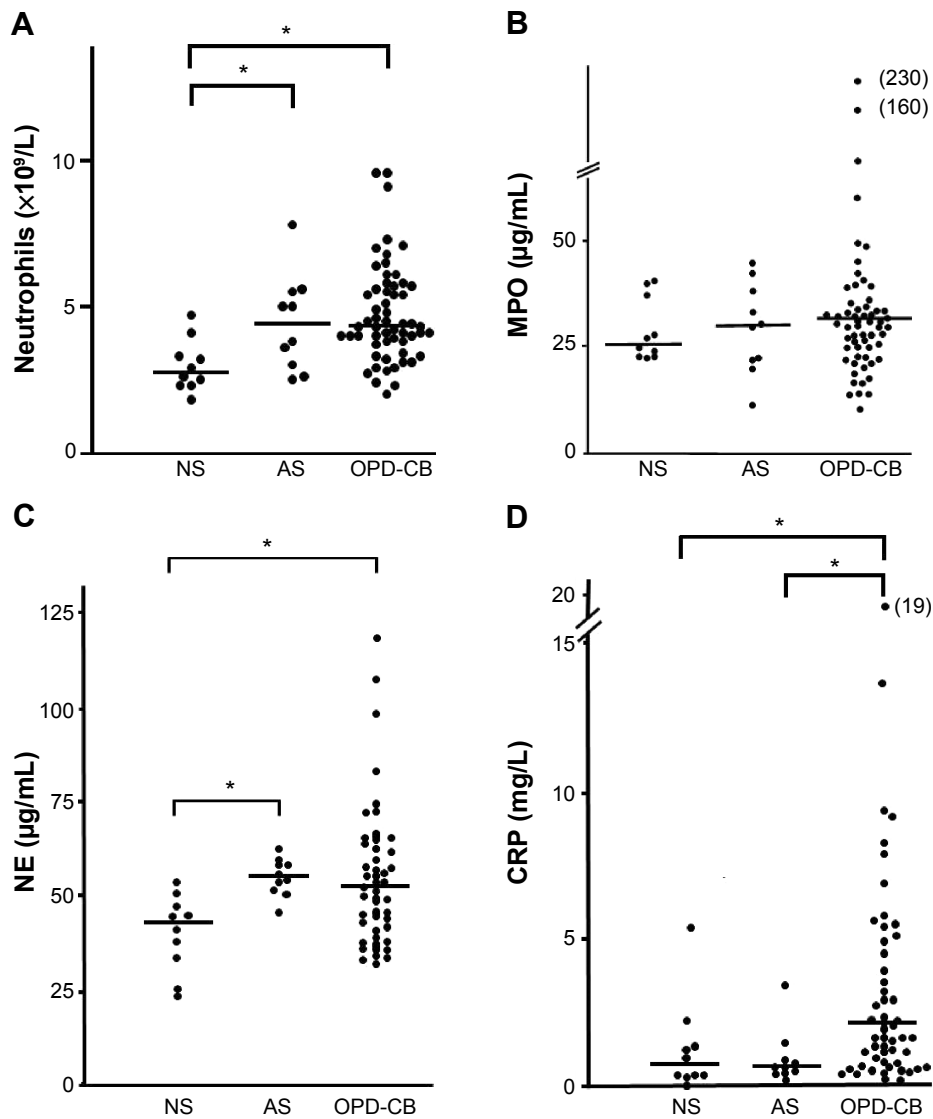 A
*
*
Neutrophils (×10⁹/L)
10
5
0
NS AS OPD-CB
B
(230)
(160)
MPO (µg/mL)
50
25
0
NS AS OPD-CB
C
*
*
NE (µg/mL)
125
100
75
50
25
0
NS AS OPD-CB
D
*
*
(19)
CRP (mg/L)
20
15
10
5
0
NS AS OPD-CB